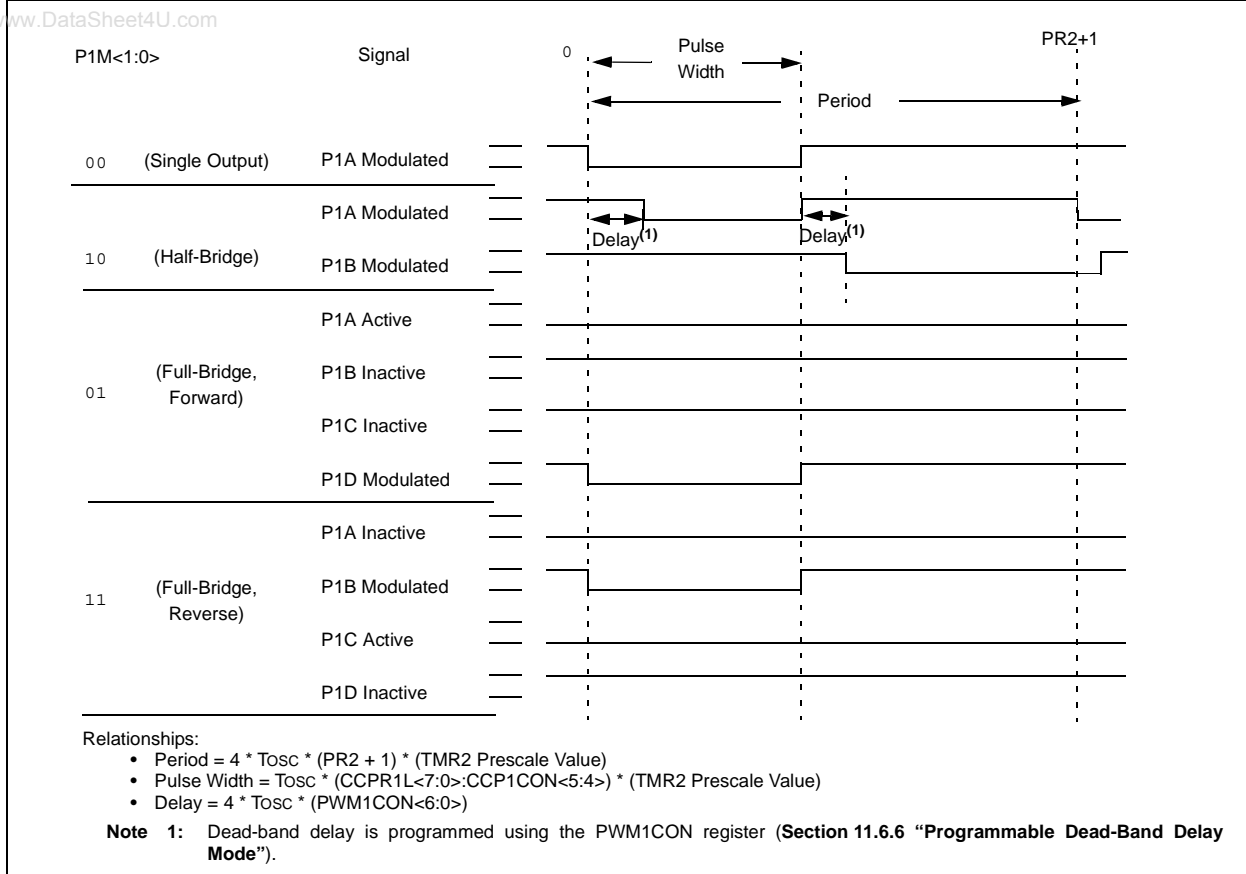 www.DataSheet4U.com
P1M<1:0>
Signal
0
Pulse
Width
PR2+1
Period
00
(Single Output)
P1A Modulated
P1A Modulated
Delay(1)
Delay(1)
10
(Half-Bridge)
P1B Modulated
P1A Active
01
(Full-Bridge,
Forward)
P1B Inactive
P1C Inactive
P1D Modulated
P1A Inactive
11
(Full-Bridge,
Reverse)
P1B Modulated
P1C Active
P1D Inactive
Relationships:
• Period = 4 * TOSC * (PR2 + 1) * (TMR2 Prescale Value)
• Pulse Width = TOSC * (CCPR1L<7:0>:CCP1CON<5:4>) * (TMR2 Prescale Value)
• Delay = 4 * TOSC * (PWM1CON<6:0>)
Note 1: Dead-band delay is programmed using the PWM1CON register (Section 11.6.6 “Programmable Dead-Band Delay
Mode”).